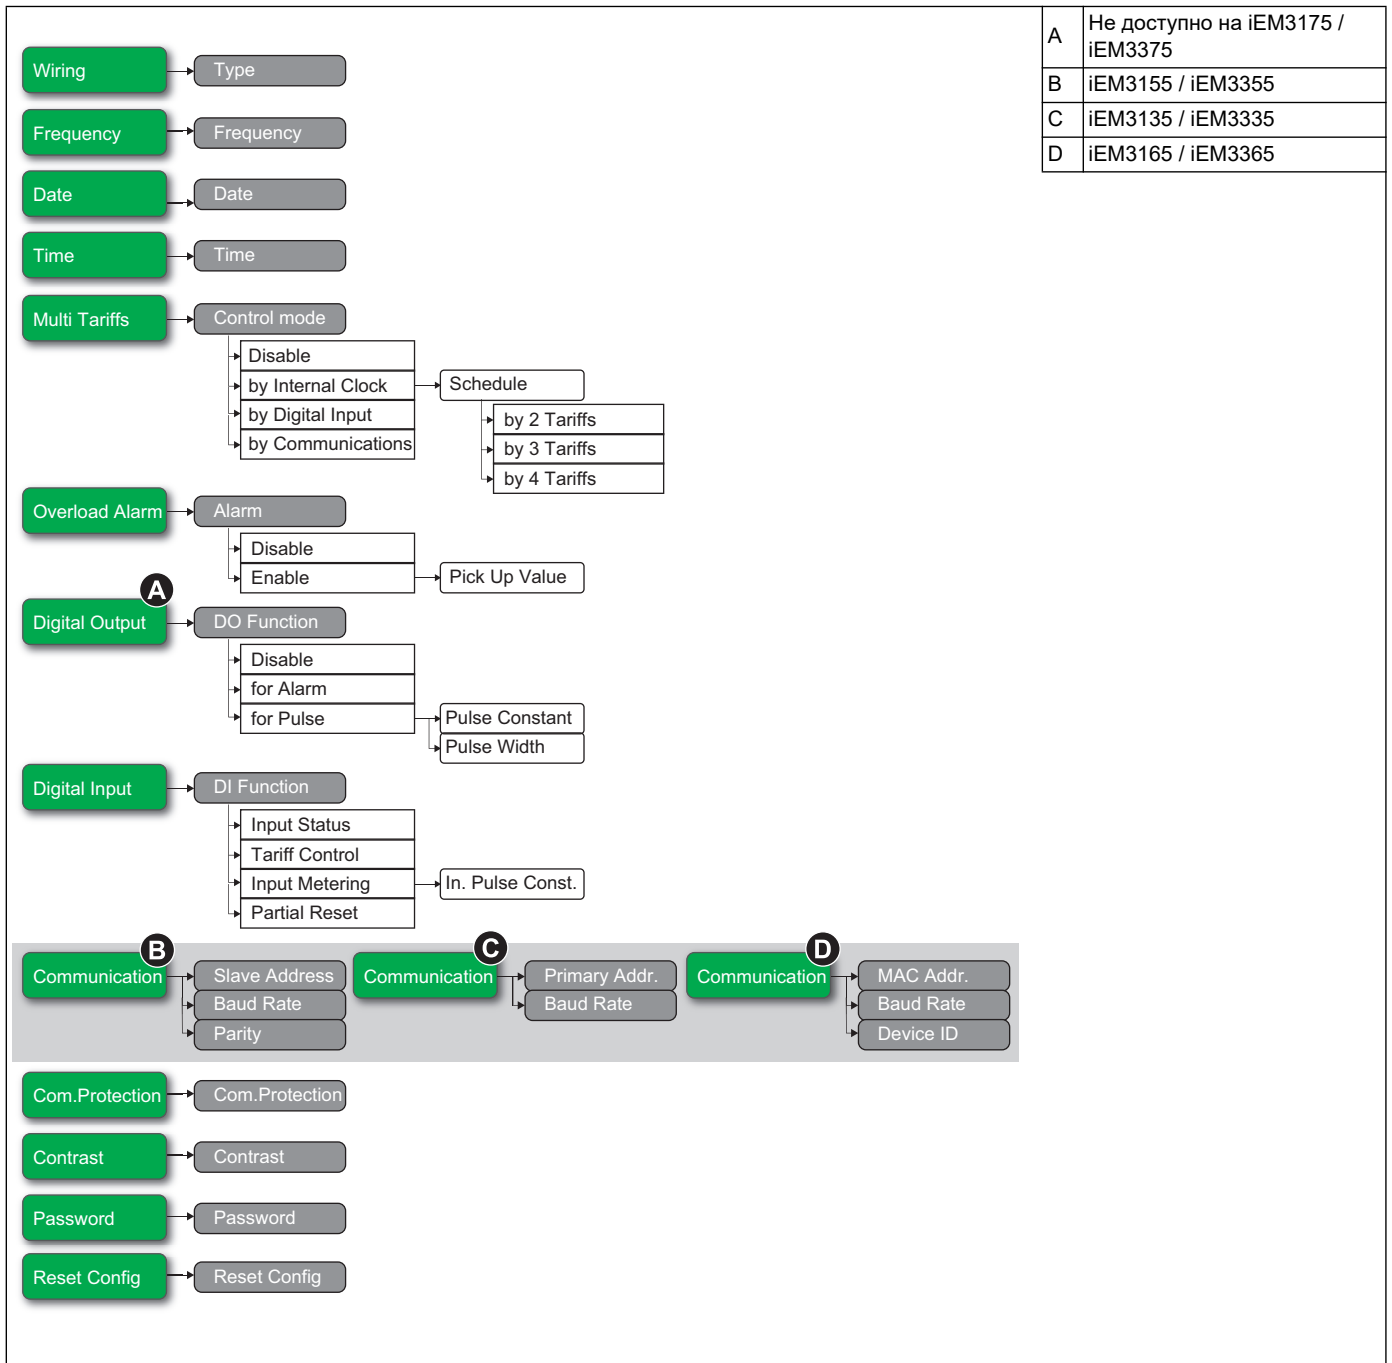 A
Не доступно на iEM3175 /
iEM3375
B
iEM3155 / iEM3355
C
iEM3135 / iEM3335
D
iEM3165 / iEM3365
Wiring
Type
Frequency
Frequency
Date
Date
Time
Time
Multi Tariffs
Control mode
Disable
by Internal Clock
Schedule
by Digital Input
by 2 Tariffs
by Communications
by 3 Tariffs
by 4 Tariffs
Overload Alarm
Alarm
Disable
Enable
Pick Up Value
A
Digital Output
DO Function
Disable
for Alarm
for Pulse
Pulse Constant
Pulse Width
Digital Input
DI Function
Input Status
Tariff Control
Input Metering
In. Pulse Const.
Partial Reset
B
Communication
Slave Address
Baud Rate
Parity
C
Communication
Primary Addr.
Baud Rate
D
Communication
MAC Addr.
Baud Rate
Device ID
Com.Protection
Com.Protection
Contrast
Contrast
Password
Password
Reset Config
Reset Config